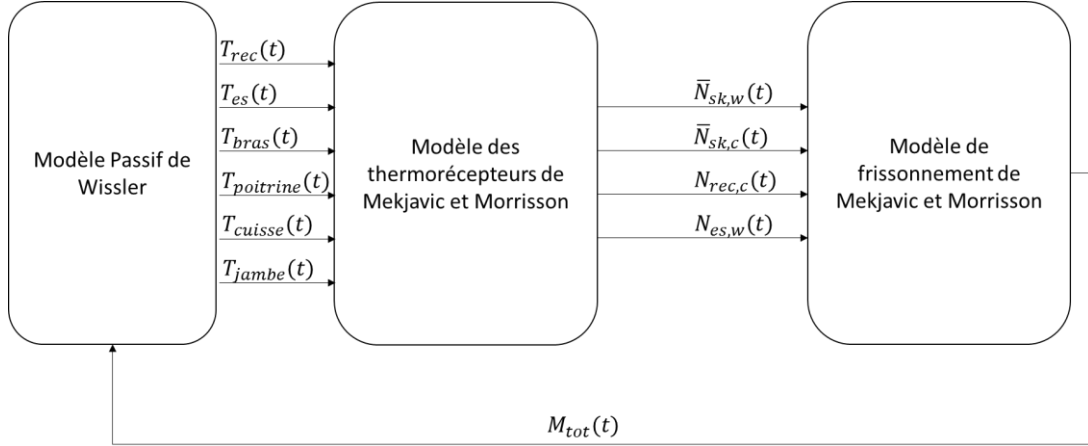 Modèle Passif de
Wissler
T_rec(t)
T_es(t)
T_bras(t)
T_poitrine(t)
T_cuisse(t)
T_jambe(t)
Modèle des
thermorécepteurs de
Mekjavic et Morrisson
N̅_sk,w(t)
N̅_sk,c(t)
N_rec,c(t)
N_es,w(t)
Modèle de
frissonnement de
Mekjavic et Morrisson
M_tot(t)